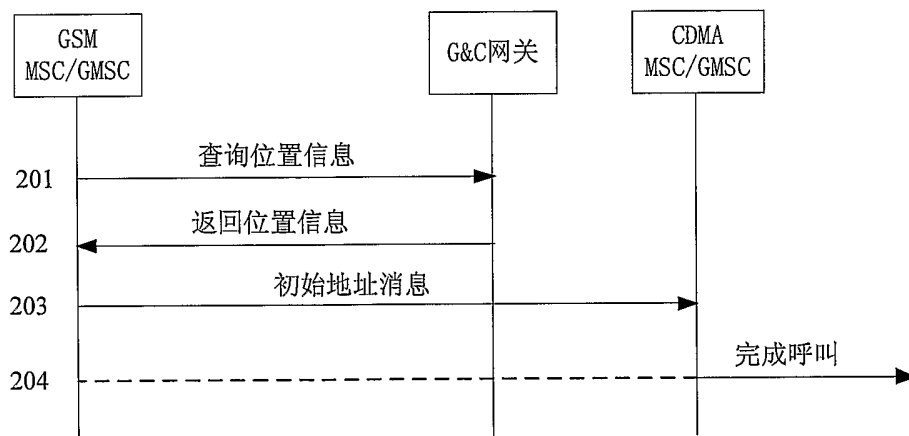 GSM
MSC/GMSC
G&C网关
CDMA
MSC/GMSC
201
查询位置信息
202
返回位置信息
203
初始地址消息
204
完成呼叫